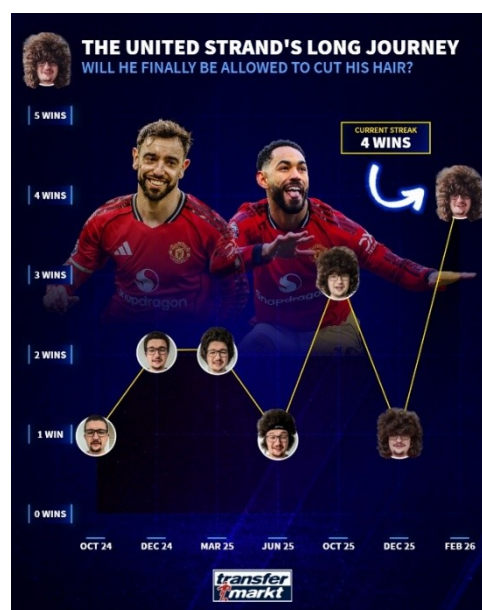 THE UNITED STRAND'S LONG JOURNEY
WILL HE FINALLY BE ALLOWED TO CUT HIS HAIR?
5 WINS
CURRENT STREAK
4 WINS
4 WINS
3 WINS
snapdragon
2 WINS
1 WIN
0 WINS
OCT 24 DEC 24 MAR 25 JUN 25 OCT 25 DEC 25 FEB 26
transfer
markt